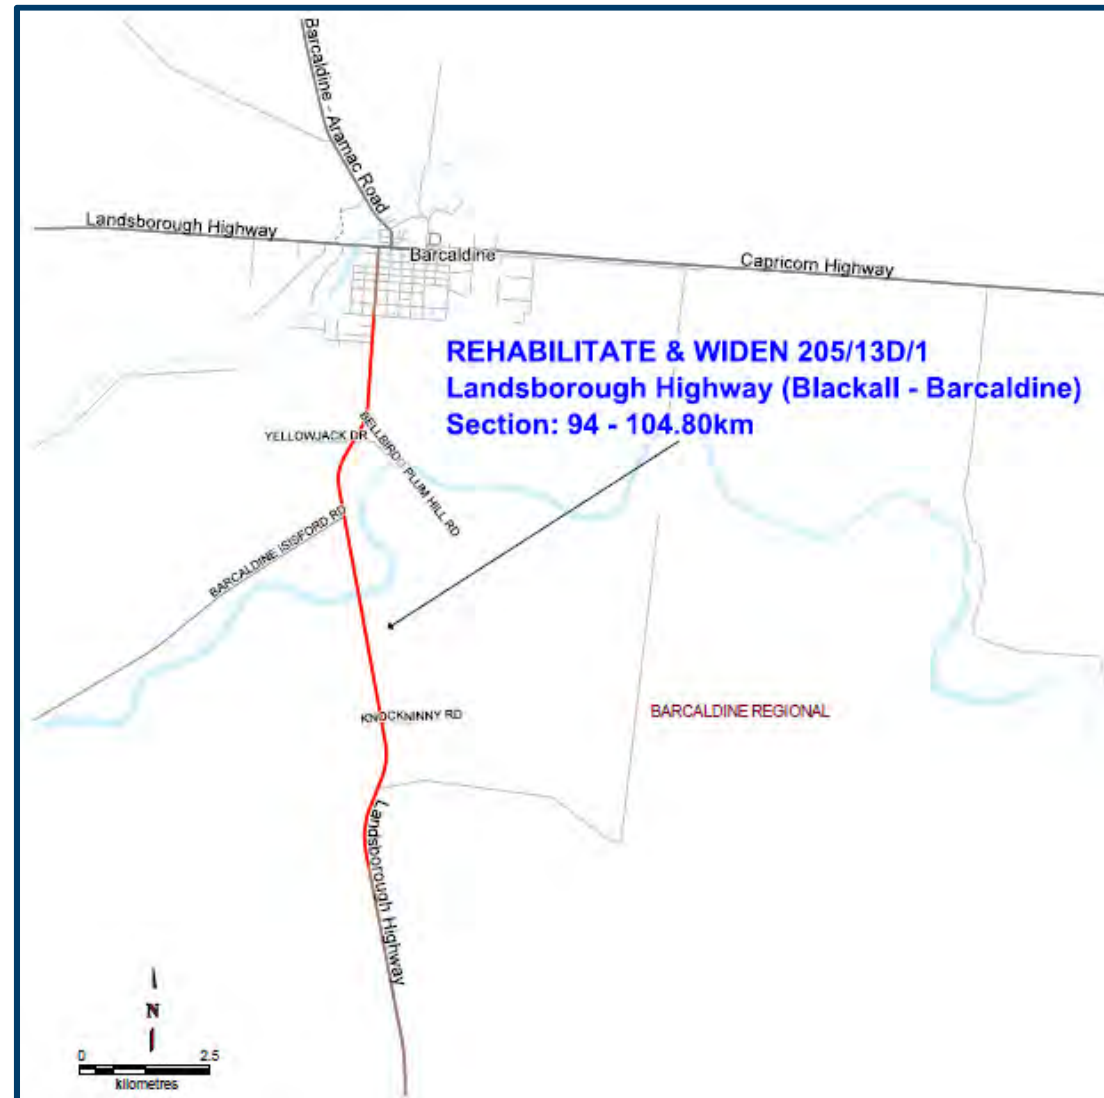 Barcaldine - Aramac Road
Landsborough Highway
Barcaldine
Capricorn Highway
REHABILITATE & WIDEN 205/13D/1
Landsborough Highway (Blackall - Barcaldine)
Section: 94 - 104.80km
YELLOWJACK DR
PLUM HILL RD
BARCALDINE ISISFORD RD
KNOCKNINNY RD
BARCALDINE REGIONAL
Landsborough Highway
N
0 2.5
kilometres